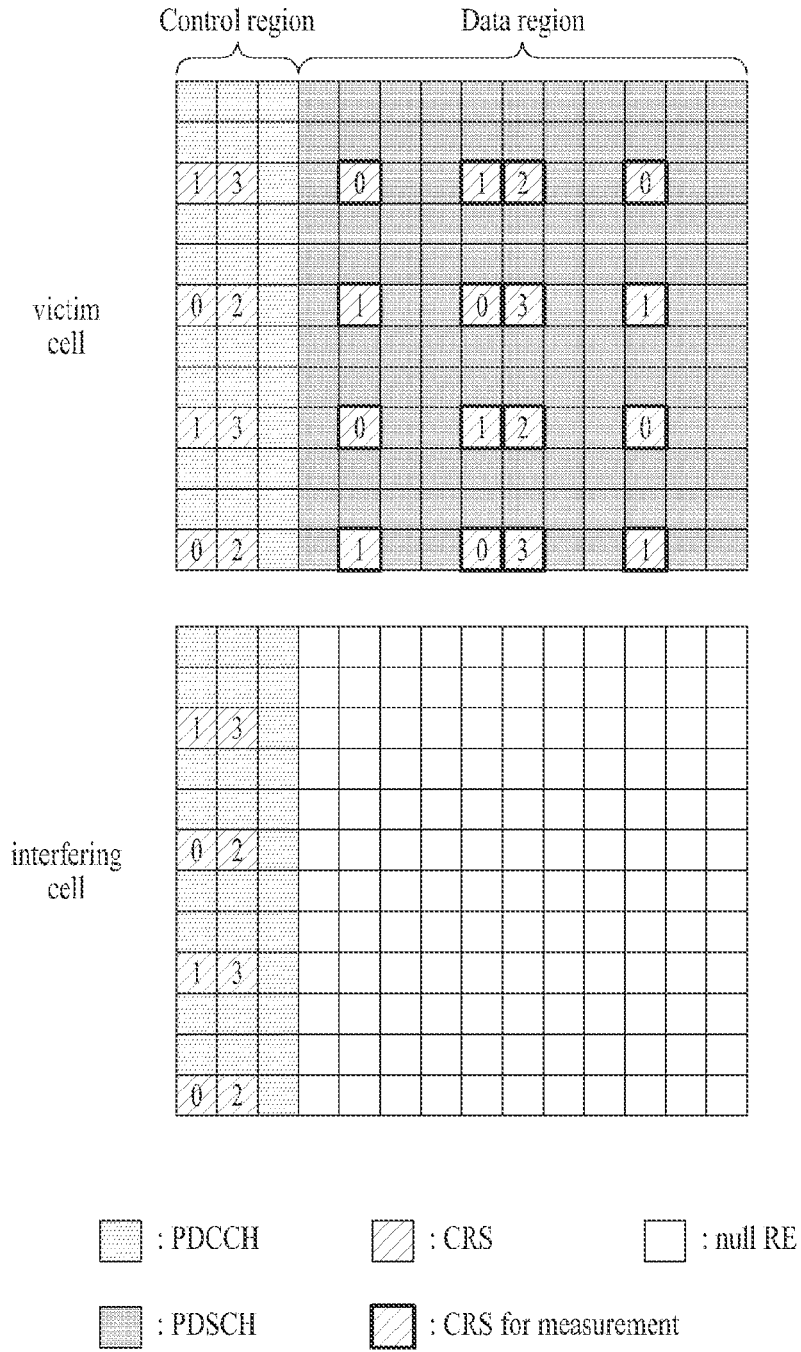 Control region Data region
1 3 0 1 2 0
victim
cell
0 2 1 0 3 1
1 3 0 1 2 0
0 2 1 0 3 1
1 3
interfering
cell
0 2
1 3
0 2
: PDCCH : CRS : null RE
: PDSCH : CRS for measurement